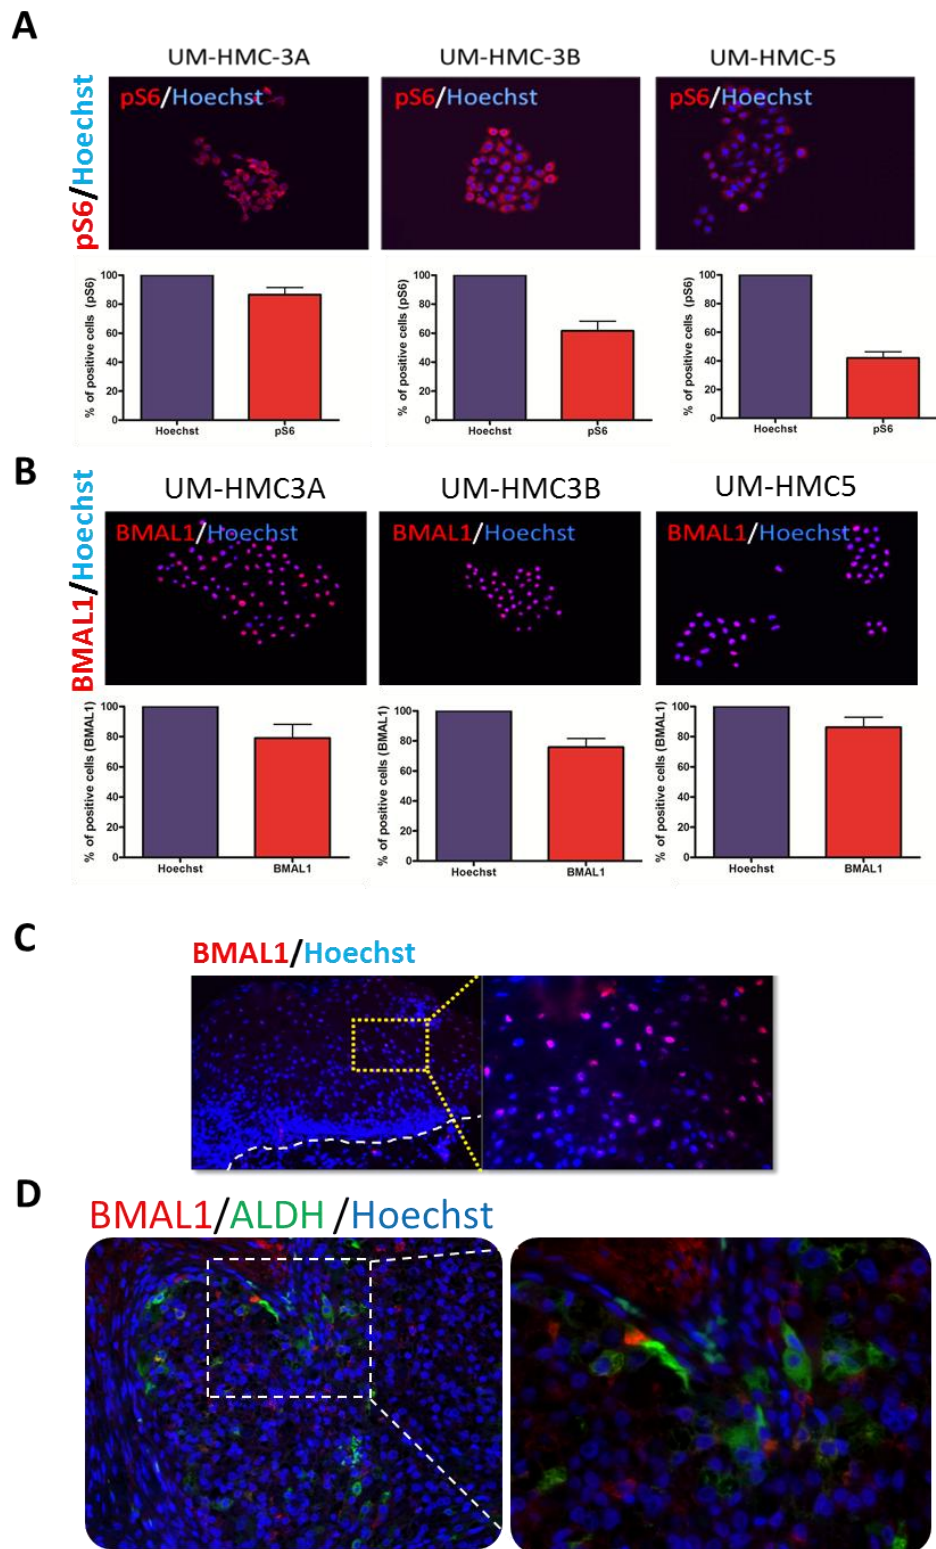 A
UM-HMC-3A UM-HMC-3B UM-HMC-5
pS6/Hoechst
pS6/Hoechst pS6/Hoechst pS6/Hoechst
% of positive cells (pS6)
100
80
60
40
20
0
Hoechst pS6
% of positive cells (pS6)
100
80
60
40
20
0
Hoechst pS6
% of positive cells (pS6)
100
80
60
40
20
0
Hoechst pS6
B
UM-HMC3A UM-HMC3B UM-HMC5
BMAL1/Hoechst
BMAL1/Hoechst BMAL1/Hoechst BMAL1/Hoechst
% of positive cells (BMAL1)
100
80
60
40
20
0
Hoechst BMAL1
% of positive cells (BMAL1)
100
80
60
40
20
0
Hoechst BMAL1
% of positive cells (BMAL1)
100
80
60
40
20
0
Hoechst BMAL1
C
BMAL1/Hoechst
D
BMAL1/ALDH /Hoechst